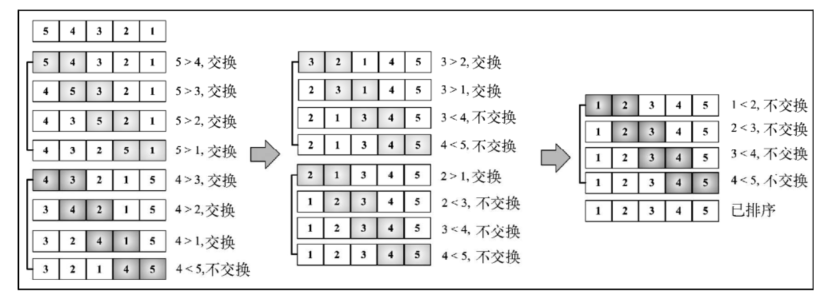 5 4 3 2 1
5 4 3 2 1 5 > 4, 交换
4 5 3 2 1 5 > 3, 交换
4 3 5 2 1 5 > 2, 交换
4 3 2 5 1 5 > 1, 交换
4 3 2 1 5 4 > 3, 交换
3 4 2 1 5 4 > 2, 交换
3 2 4 1 5 4 > 1, 交换
3 2 1 4 5 4 < 5, 不交换
3 2 1 4 5 3 > 2, 交换
2 3 1 4 5 3 > 1, 交换
2 1 3 4 5 3 < 4, 不交换
2 1 3 4 5 4 < 5, 不交换
2 1 3 4 5 2 > 1, 交换
1 2 3 4 5 2 < 3, 不交换
1 2 3 4 5 3 < 4, 不交换
1 2 3 4 5 4 < 5, 不交换
1 2 3 4 5 1 < 2, 不交换
1 2 3 4 5 2 < 3, 不交换
1 2 3 4 5 3 < 4, 不交换
1 2 3 4 5 4 < 5, 不交换
1 2 3 4 5 已排序